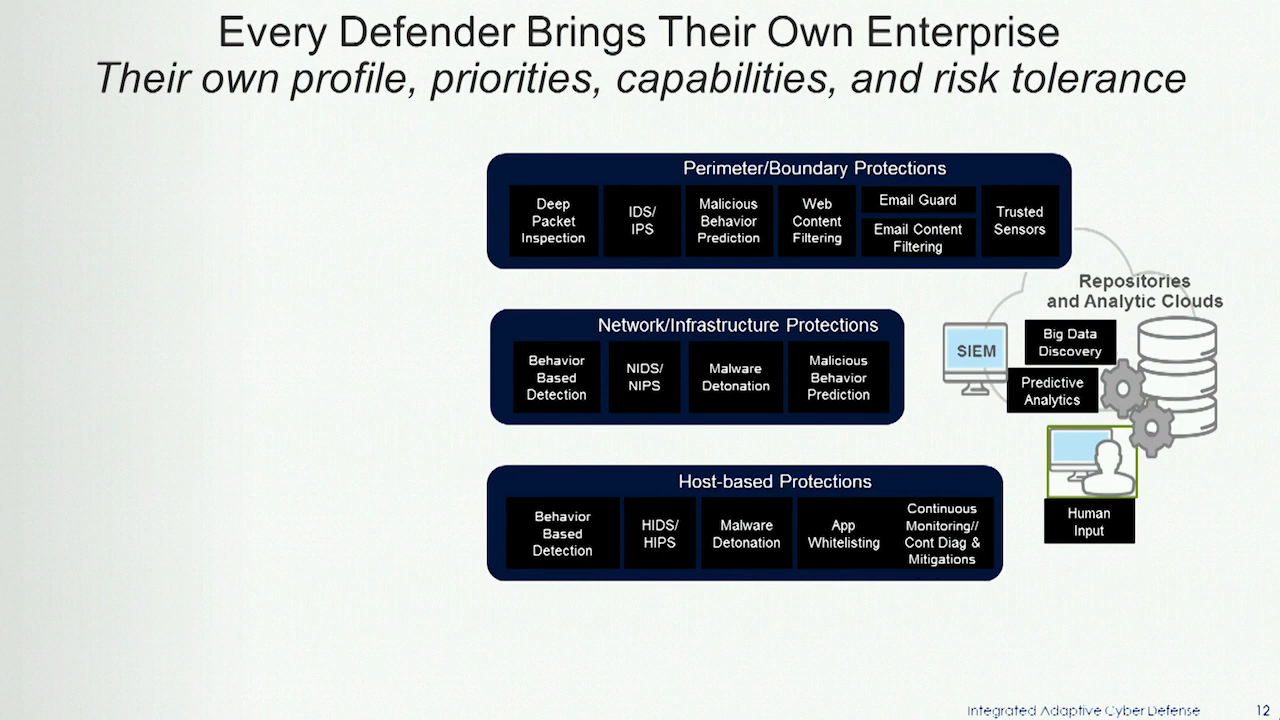 Every Defender Brings Their Own Enterprise
Their own profile, priorities, capabilities, and risk tolerance
Perimeter/Boundary Protections
Deep
Packet
Inspection
IDS/
IPS
Malicious
Behavior
Prediction
Web
Content
Filtering
Email Guard
Email Content
Filtering
Trusted
Sensors
Repositories
and Analytic Clouds
Network/Infrastructure Protections
Behavior
Based
Detection
NIDS/
NIPS
Malware
Detonation
Malicious
Behavior
Prediction
SIEM
Big Data
Discovery
Predictive
Analytics
Host-based Protections
Behavior
Based
Detection
HIDS/
HIPS
Malware
Detonation
App
Whitelisting
Continuous
Monitoring//
Cont Diag &
Mitigations
Human
Input
Integrated Adaptive Cyber Defense
12